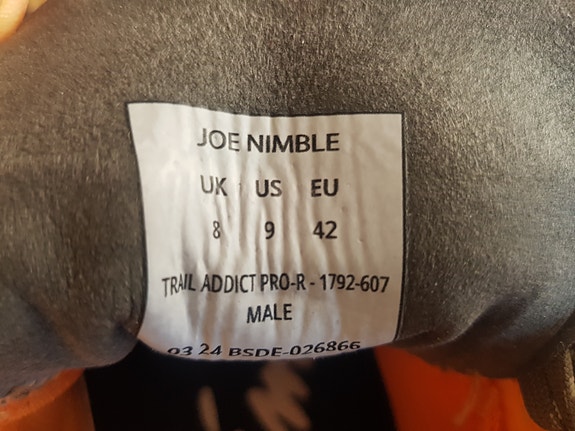 JOE NIMBLE
UK US EU
8 9 42
TRAIL ADDICT PRO-R - 1792-607
MALE
03 24 BSDE-026866